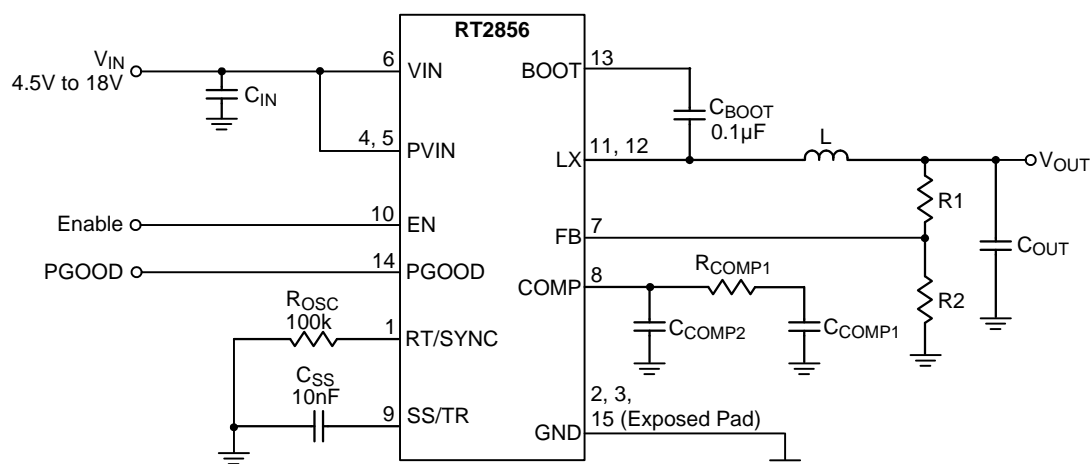 RT2856
V_IN
4.5V to 18V
C_IN
6
VIN
4, 5
PVIN
Enable
10
EN
PGOOD
14
PGOOD
R_OSC
100k
1
RT/SYNC
C_SS
10nF
9
SS/TR
BOOT
13
C_BOOT
0.1µF
LX
11, 12
L
V_OUT
R1
FB
7
C_OUT
COMP
8
R_COMP1
R2
C_COMP2
C_COMP1
2, 3,
15 (Exposed Pad)
GND